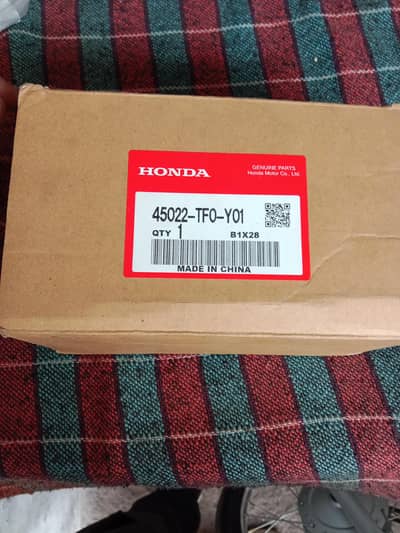 HONDA
GENUINE PARTS
Honda Motor Co., Ltd.
45022-TF0-Y01
QTY 1 B1X28
MADE IN CHINA